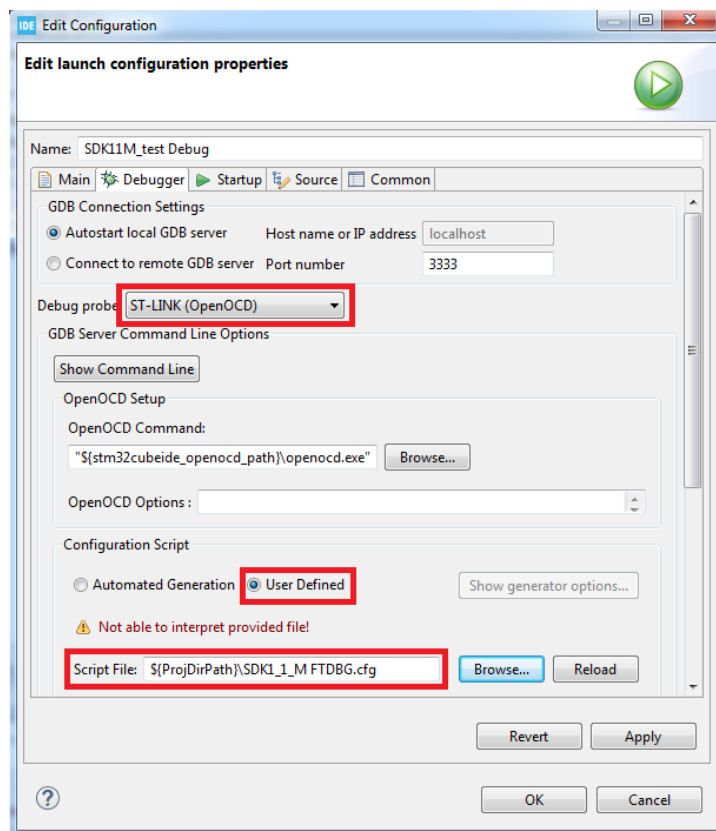 IDE Edit Configuration
Edit launch configuration properties
Name: SDK11M_test Debug
Main Debugger Startup Source Common
GDB Connection Settings
Autostart local GDB server Host name or IP address localhost
Connect to remote GDB server Port number 3333
Debug probe ST-LINK (OpenOCD)
GDB Server Command Line Options
Show Command Line
OpenOCD Setup
OpenOCD Command:
"${stm32cubeide_openocd_path}\openocd.exe" Browse...
OpenOCD Options :
Configuration Script
Automated Generation User Defined Show generator options...
Not able to interpret provided file!
Script File: ${ProjDirPath}\SDK1_1_M FTDBG.cfg Browse... Reload
Revert Apply
? OK Cancel